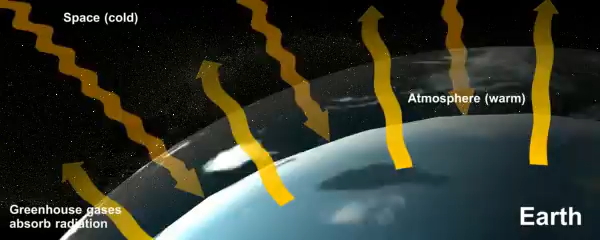 Space (cold)
Atmosphere (warm)
Greenhouse gases
absorb radiation
Earth